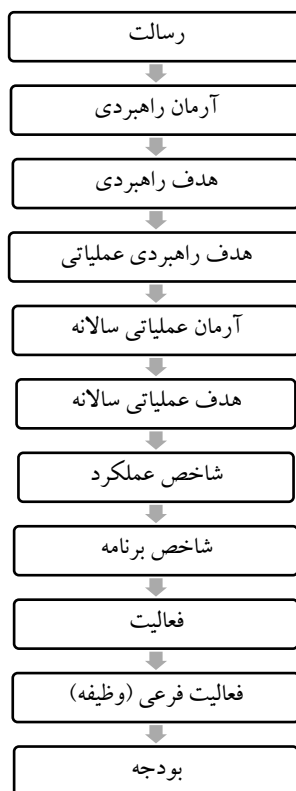 رسالت
آرمان راهبردی
هدف راهبردی
هدف راهبردی عملیاتی
آرمان عملیاتی سالانه
هدف عملیاتی سالانه
شاخص عملکرد
شاخص برنامه
فعالیت
فعالیت فرعی (وظیفه)
بودجه